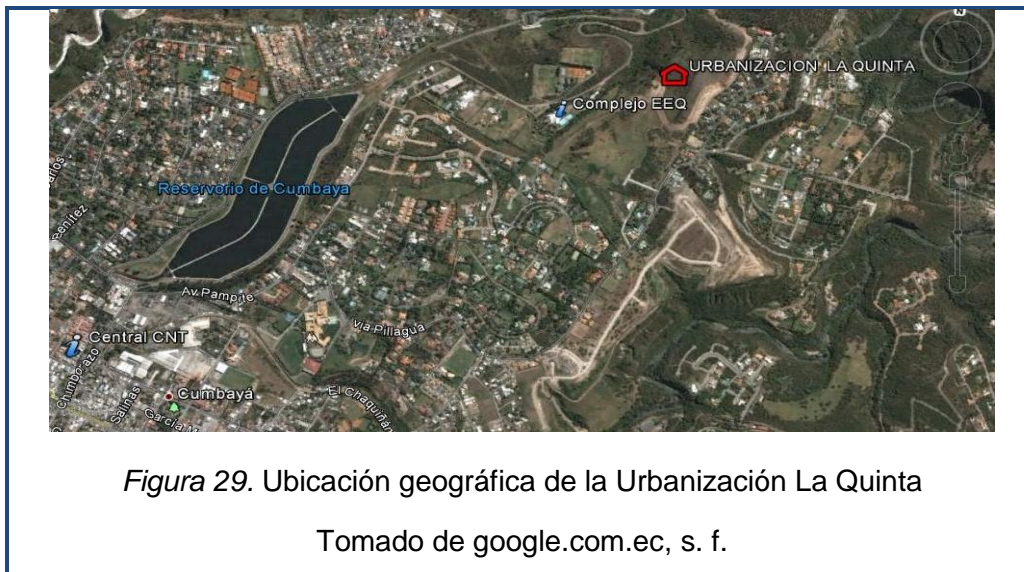 N
URBANIZACION LA QUINTA
Complejo EEQ
Reservorio de Cumbaya
Benitez
Av Pampite
via Pillagua
Central CNT
Salinas
Cumbayá
El Chaquiñán
Figura 29. Ubicación geográfica de la Urbanización La Quinta
Tomado de google.com.ec, s. f.